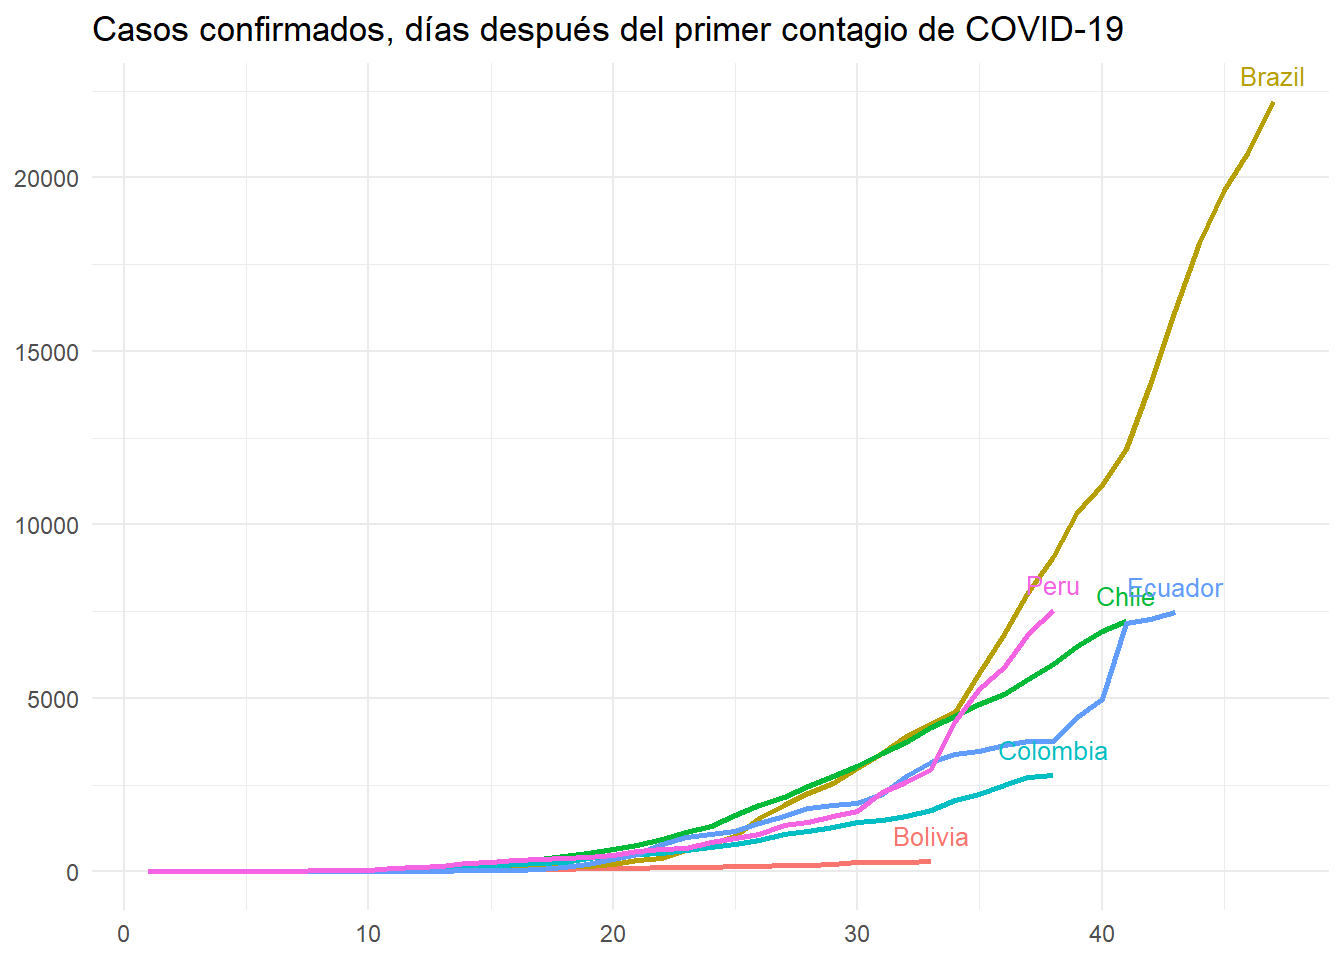 Casos confirmados, días después del primer contagio de COVID-19
Brazil
20000
15000
10000
Peru
Chile
Ecuador
5000
Colombia
Bolivia
0
0 10 20 30 40